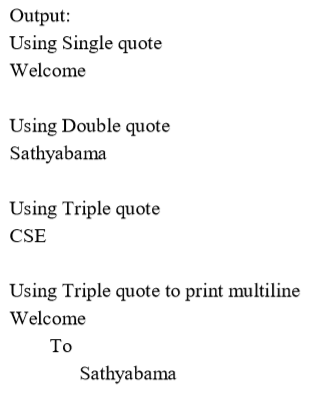 Output:
Using Single quote
Welcome
Using Double quote
Sathyabama
Using Triple quote
CSE
Using Triple quote to print multiline
Welcome
To
Sathyabama